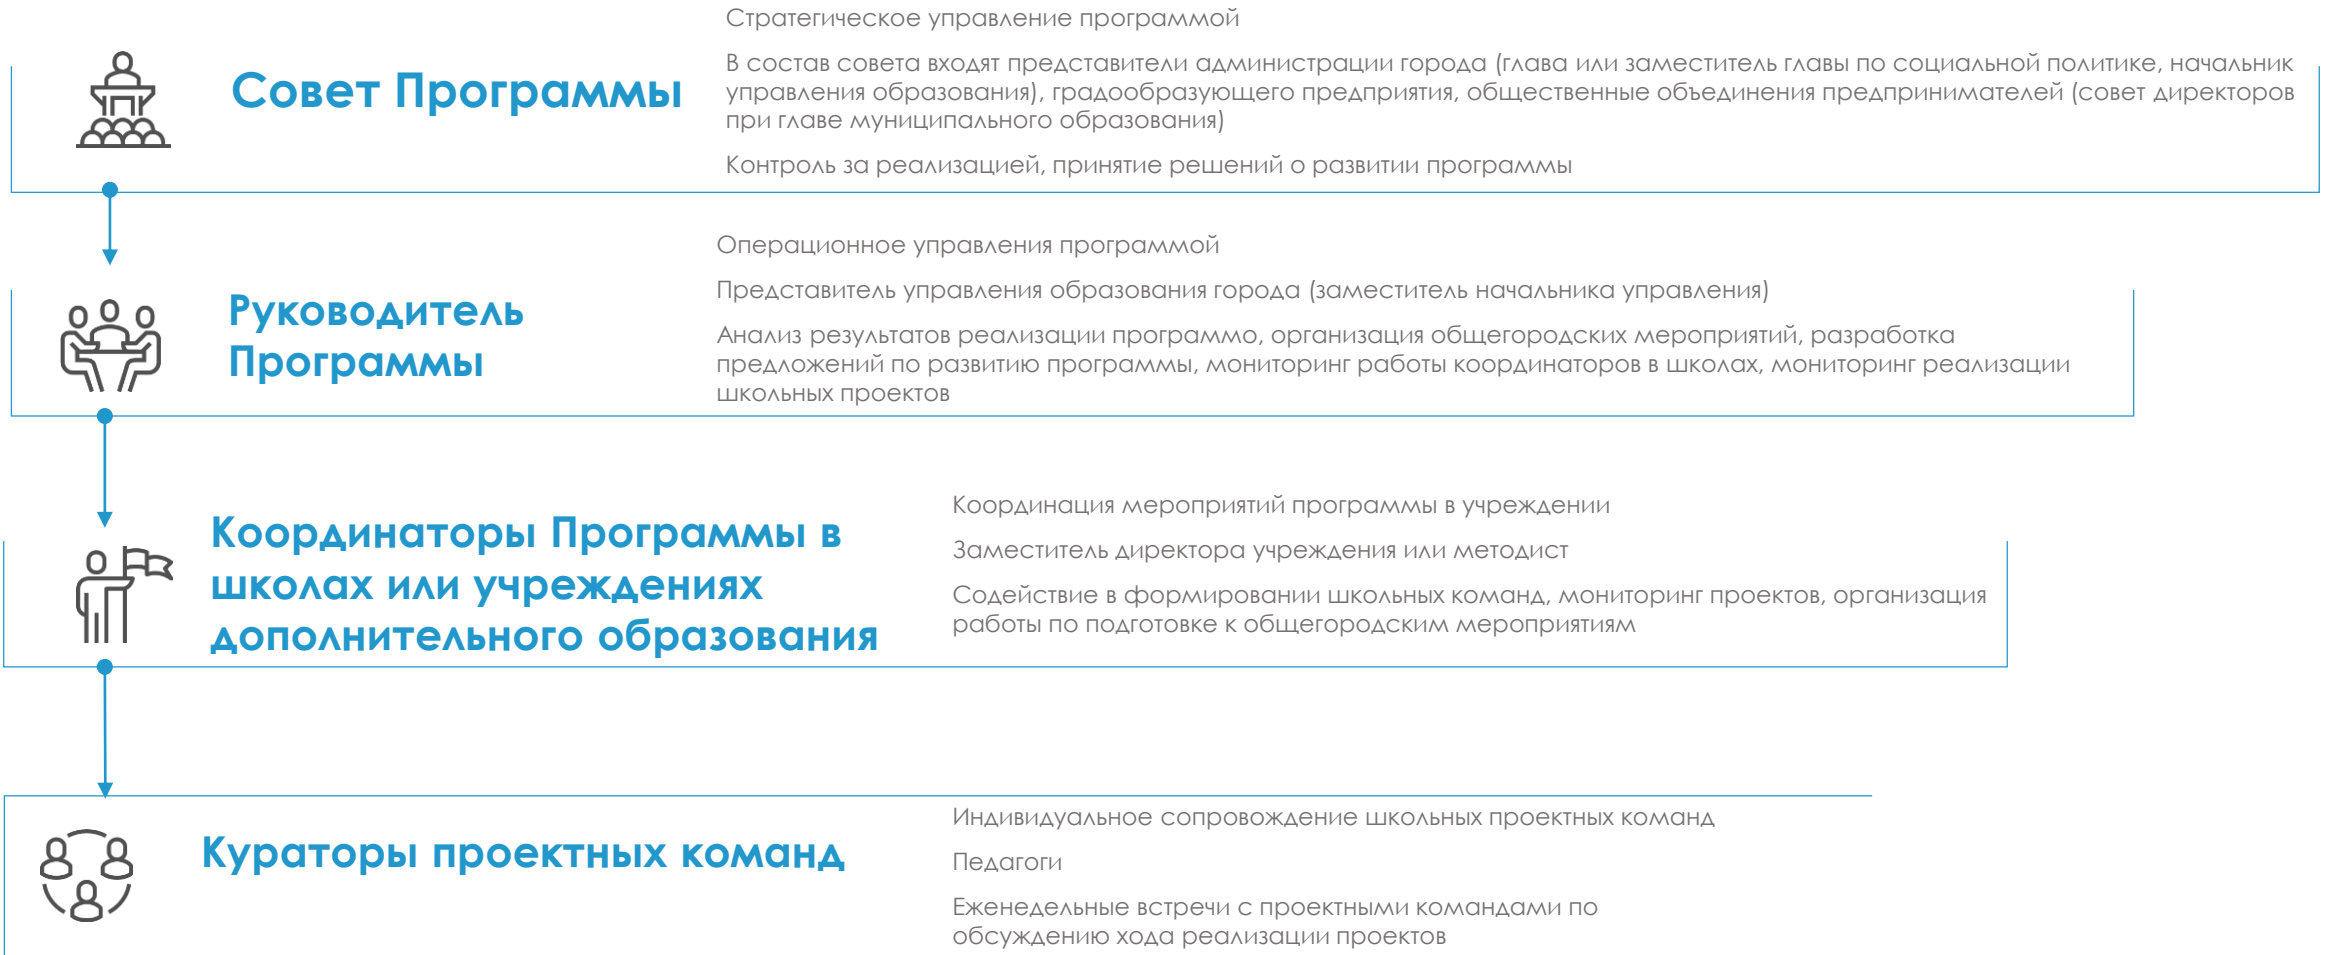 Стратегическое управление программой
Совет Программы
В состав совета входят представители администрации города (глава или заместитель главы по социальной политике, начальник
управления образования), градообразующего предприятия, общественные объединения предпринимателей (совет директоров
при главе муниципального образования)
Контроль за реализацией, принятие решений о развитии программы
Руководитель
Программы
Операционное управления программой
Представитель управления образования города (заместитель начальника управления)
Анализ результатов реализации программо, организация общегородских мероприятий, разработка
предложений по развитию программы, мониторинг работы координаторов в школах, мониторинг реализации
школьных проектов
Координаторы Программы в
школах или учреждениях
дополнительного образования
Координация мероприятий программы в учреждении
Заместитель директора учреждения или методист
Содействие в формировании школьных команд, мониторинг проектов, организация
работы по подготовке к общегородским мероприятиям
Кураторы проектных команд
Индивидуальное сопровождение школьных проектных команд
Педагоги
Еженедельные встречи с проектными командами по
обсуждению хода реализации проектов